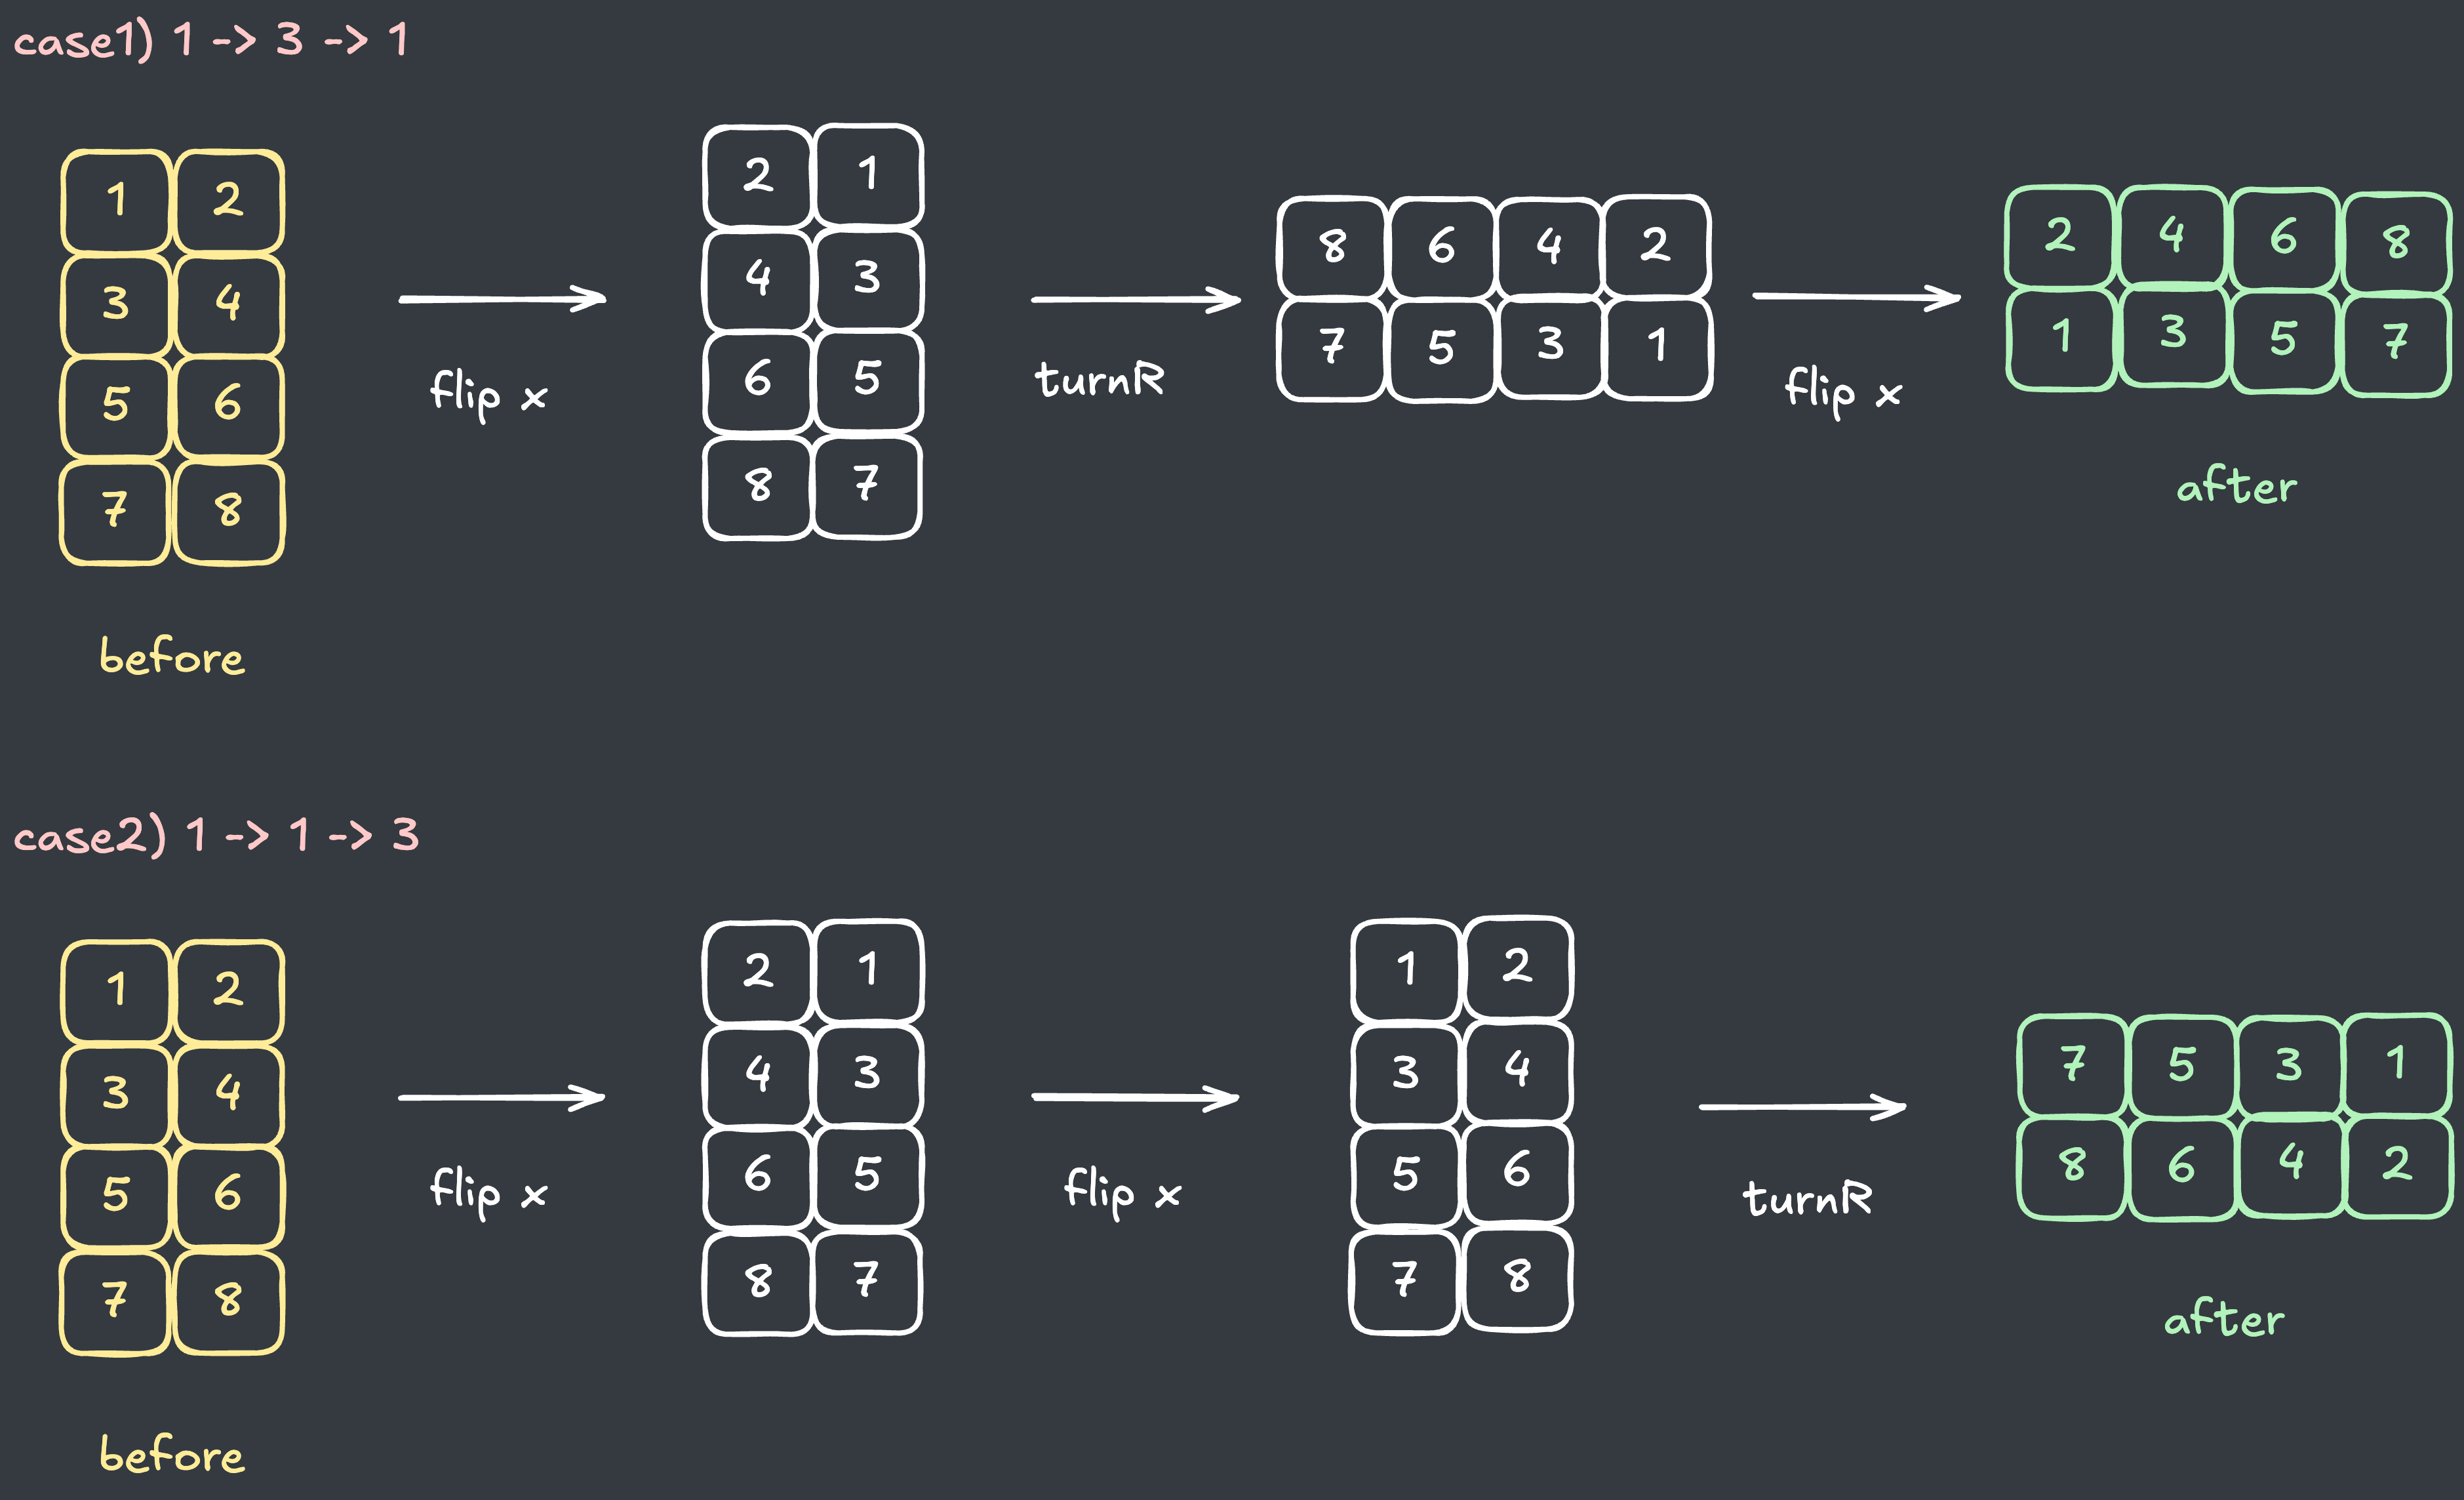 case1) 1 -> 3 -> 1
1 2
3 4
5 6
7 8
before
flip x
2 1
4 3
6 5
8 7
turnR
8 6 4 2
7 5 3 1
flip x
2 4 6 8
1 3 5 7
after
case2) 1 -> 1 -> 3
1 2
3 4
5 6
7 8
before
flip x
2 1
4 3
6 5
8 7
flip x
1 2
3 4
5 6
7 8
turnR
7 5 3 1
8 6 4 2
after